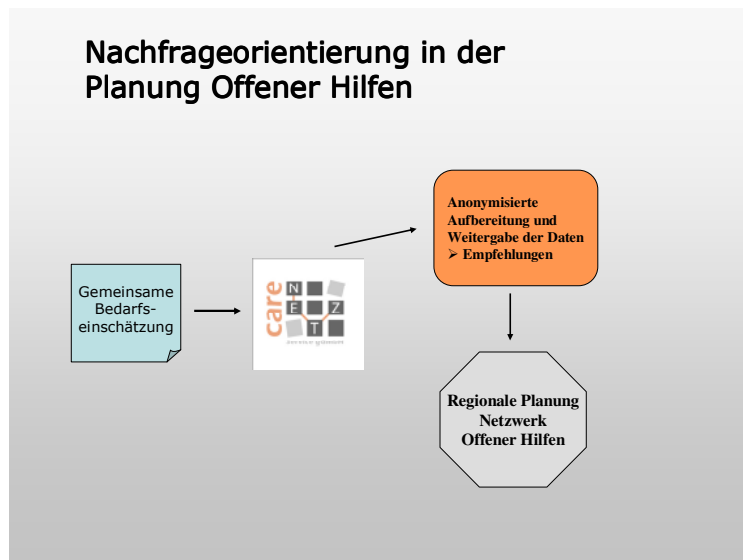 Nachfrageorientierung in der
Planung Offener Hilfen
Gemeinsame
Bedarfs-
einschätzung
care
N
E Z
T
Anonymisierte
Aufbereitung und
Weitergabe der Daten
➢ Empfehlungen
Regionale Planung
Netzwerk
Offener Hilfen